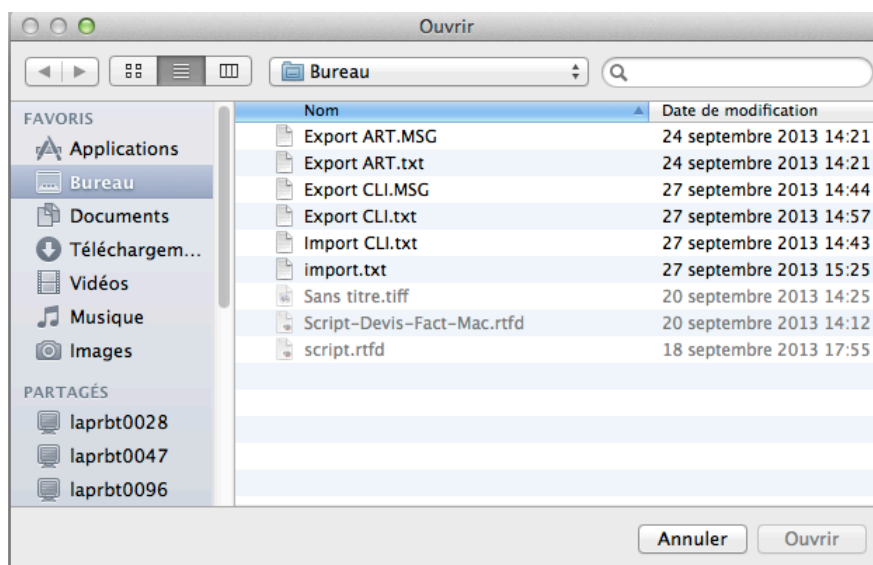 Ouvrir
Bureau
FAVORIS
Applications
Bureau
Documents
Téléchargem...
Vidéos
Musique
Images
PARTAGÉS
laprbt0028
laprbt0047
laprbt0096
Nom Date de modification
Export ART.MSG 24 septembre 2013 14:21
Export ART.txt 24 septembre 2013 14:21
Export CLI.MSG 27 septembre 2013 14:44
Export CLI.txt 27 septembre 2013 14:57
Import CLI.txt 27 septembre 2013 14:43
import.txt 27 septembre 2013 15:25
Sans titre.tiff 20 septembre 2013 14:25
Script-Devis-Fact-Mac.rtfd 20 septembre 2013 14:12
script.rtfd 18 septembre 2013 17:55
Annuler Ouvrir